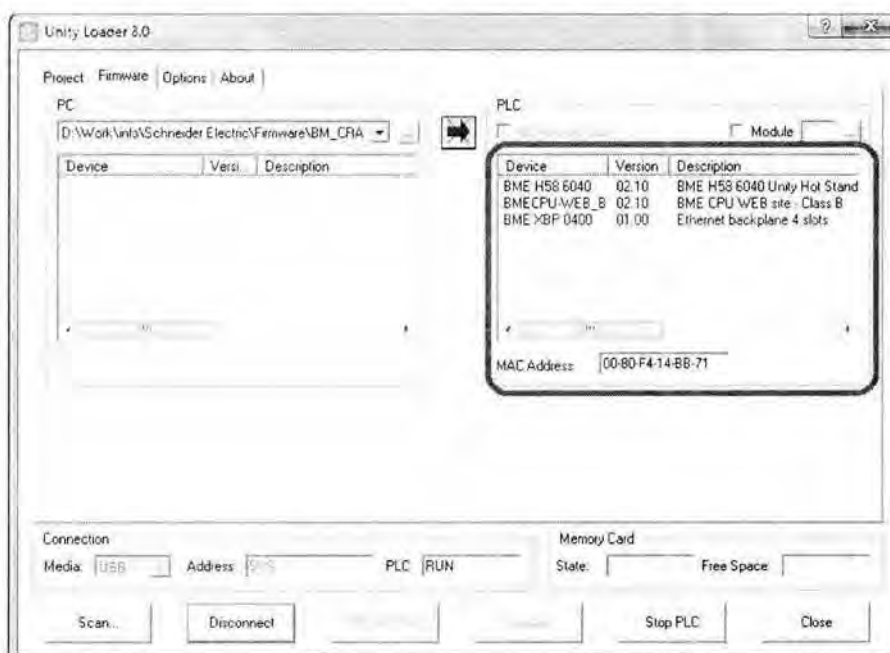 Unity Loader 8.0
Project Firmware Options About
PC
D:\Work\info\Schneider Electric\Firmware\BM_CRA
Device Versi... Description
PLC
Module ...
Device Version Description
BME H58 6040 02.10 BME H58 6040 Unity Hot Stand
BMECPU-WEB_B 02.10 BME CPU WEB site - Class B
BME XBP 0400 01.00 Ethernet backplane 4 slots
MAC Address 00-80-F4-14-BB-71
Connection
Media: USB Address SYS PLC RUN
Memory Card
State: Free Space:
Scan... Disconnect Stop PLC Close